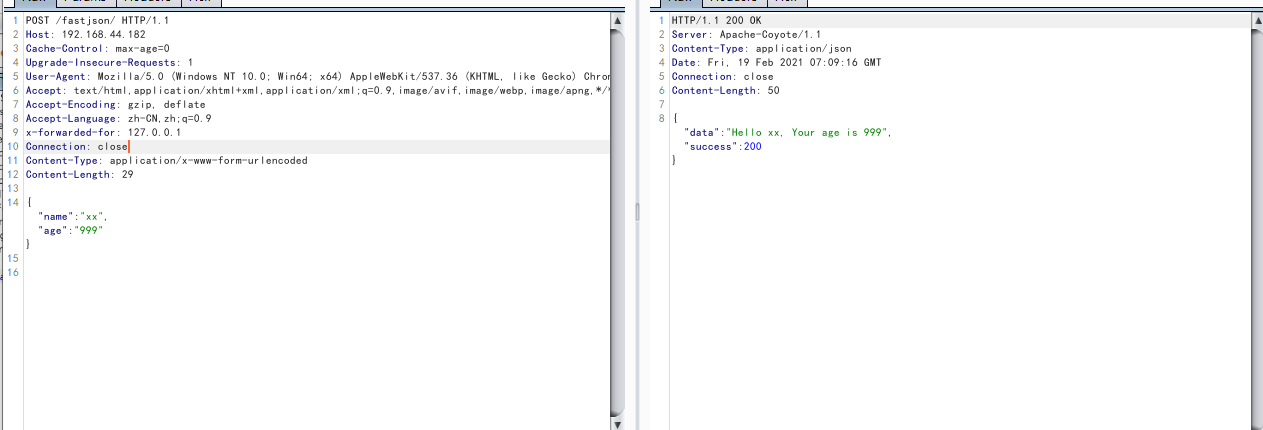 1 POST /fastjson/ HTTP/1.1
2 Host: 192.168.44.182
3 Cache-Control: max-age=0
4 Upgrade-Insecure-Requests: 1
5 User-Agent: Mozilla/5.0 (Windows NT 10.0; Win64; x64) AppleWebKit/537.36 (KHTML, like Gecko) Chro
6 Accept: text/html,application/xhtml+xml,application/xml;q=0.9,image/avif,image/webp,image/apng,*/*
7 Accept-Encoding: gzip, deflate
8 Accept-Language: zh-CN,zh;q=0.9
9 x-forwarded-for: 127.0.0.1
10 Connection: close
11 Content-Type: application/x-www-form-urlencoded
12 Content-Length: 29
13
14 {
"name":"xx",
"age":"999"
}
15
16
1 HTTP/1.1 200 OK
2 Server: Apache-Coyote/1.1
3 Content-Type: application/json
4 Date: Fri, 19 Feb 2021 07:09:16 GMT
5 Connection: close
6 Content-Length: 50
7
8 {
"data":"Hello xx, Your age is 999",
"success":200
}